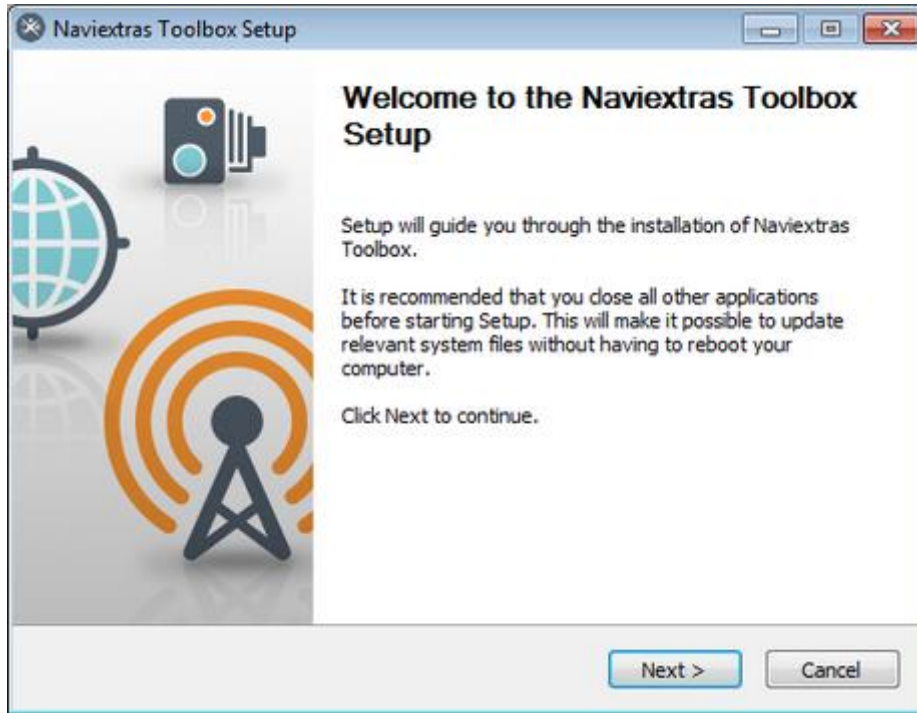 Naviextras Toolbox Setup
Welcome to the Naviextras Toolbox
Setup
Setup will guide you through the installation of Naviextras
Toolbox.
It is recommended that you close all other applications
before starting Setup. This will make it possible to update
relevant system files without having to reboot your
computer.
Click Next to continue.
Next >
Cancel